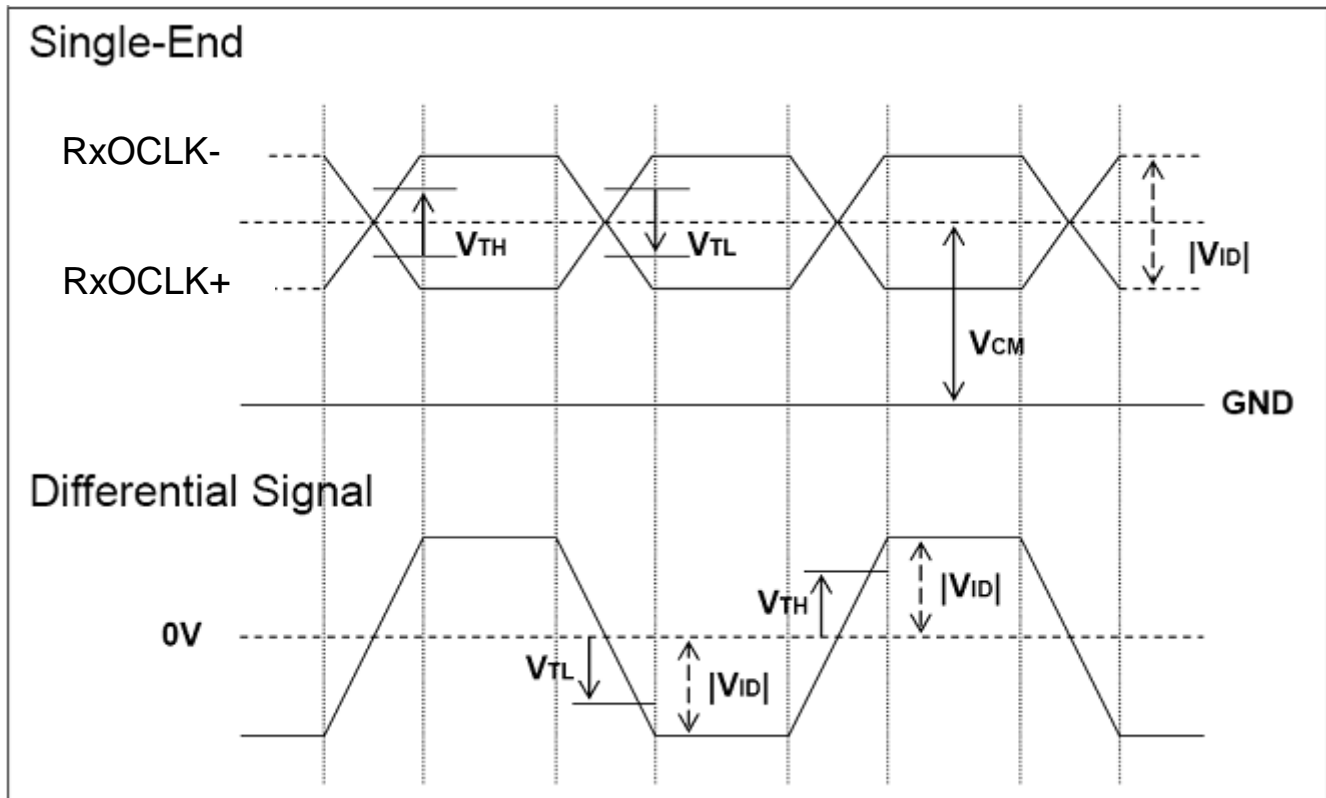 Single-End
RxOCLK-
VTH
VTL
|VID|
RxOCLK+
VCM
GND
Differential Signal
VTH
|VID|
0V
VTL
|VID|